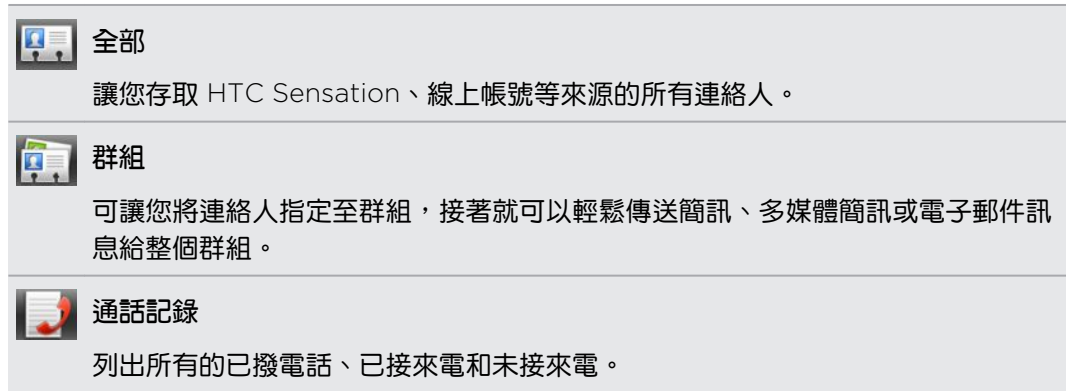 全部
讓您存取 HTC Sensation、線上帳號等來源的所有連絡人。
群組
可讓您將連絡人指定至群組，接著就可以輕鬆傳送簡訊、多媒體簡訊或電子郵件訊
息給整個群組。
通話記錄
列出所有的已撥電話、已接來電和未接來電。